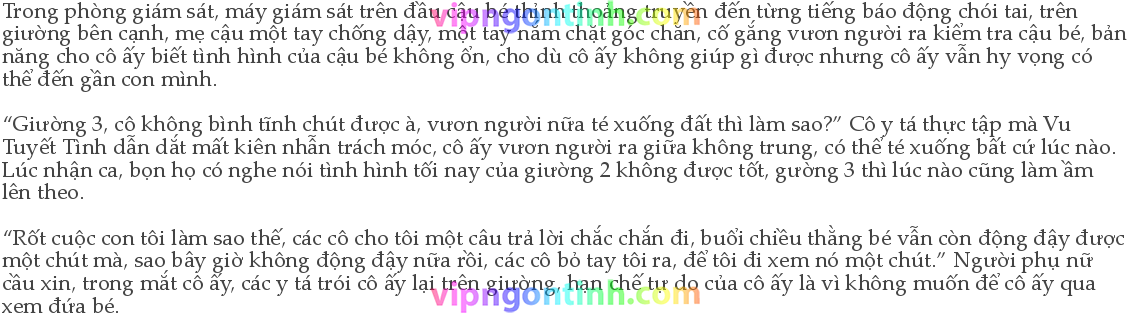 Trong phòng giám sát, máy giám sát trên đầu cậu bé thỉnh thoảng truyền đến từng tiếng báo động chói tai, trên
vipngontinh.com
giường bên cạnh, mẹ cậu một tay chống dậy, một tay nắm chặt góc chăn, cố gắng vươn người ra kiểm tra cậu bé, bản
năng cho cô ấy biết tình hình của cậu bé không ổn, cho dù cô ấy không giúp gì được nhưng cô ấy vẫn hy vọng có
thể đến gần con mình.
“Giường 3, cô không bình tĩnh chút được à, vươn người nữa té xuống đất thì làm sao?” Cô y tá thực tập mà Vu
Tuyết Tình dẫn dắt mất kiên nhẫn trách móc, cô ấy vươn người ra giữa không trung, có thể té xuống bất cứ lúc nào.
Lúc nhận ca, bọn họ có nghe nói tình hình tối nay của giường 2 không được tốt, gường 3 thì lúc nào cũng làm ầm
lên theo.
“Rốt cuộc con tôi làm sao thế, các cô cho tôi một câu trả lời chắc chắn đi, buổi chiều thằng bé vẫn còn động đậy được
một chút mà, sao bây giờ không động đậy nữa rồi, các cô bỏ tay tôi ra, để tôi đi xem nó một chút.” Người phụ nữ
cầu xin, trong mắt cô ấy, các y tá trói cô ấy lại trên giường, hạn chế tự do của cô ấy là vì không muốn để cô ấy qua
vipngontinh.com
xem đứa bé.